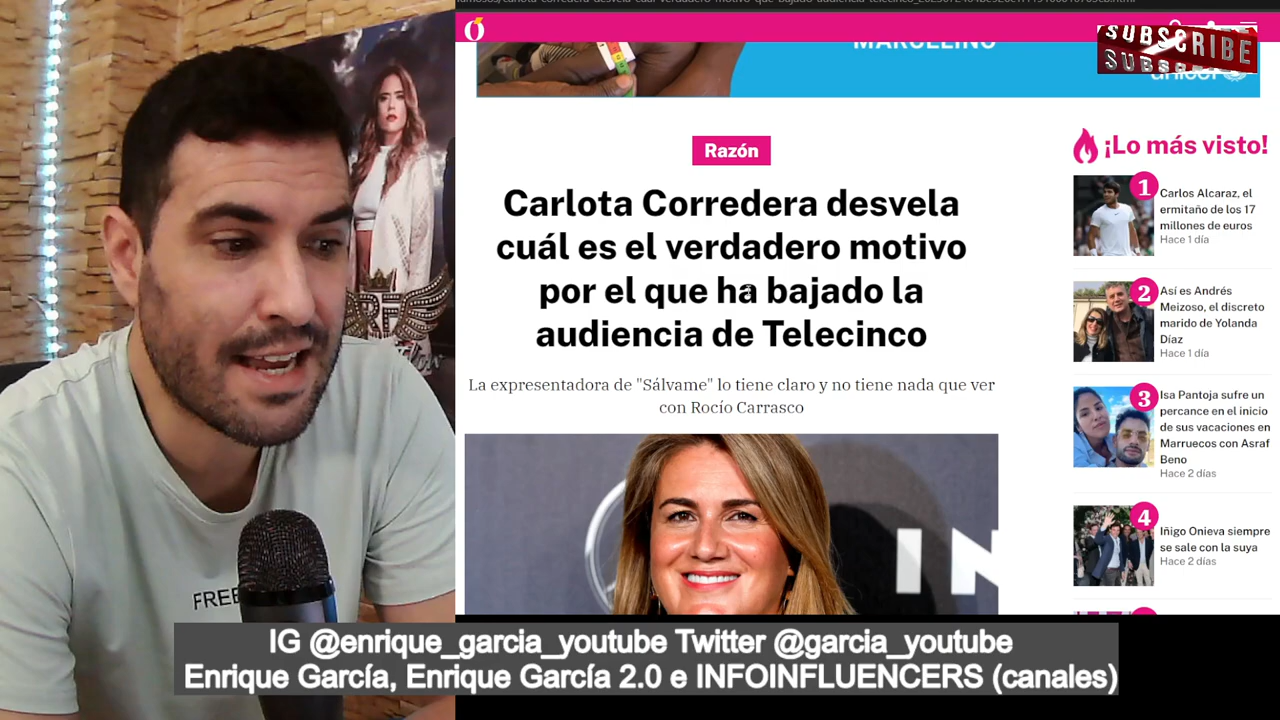 SUBSCRIBE
MARCELINO
unicef
Razón
Carlota Corredera desvela
cuál es el verdadero motivo
por el que ha bajado la
audiencia de Telecinco
La expresentadora de "Sálvame" lo tiene claro y no tiene nada que ver
con Rocío Carrasco
¡Lo más visto!
1
Carlos Alcaraz, el
ermitaño de los 17
millones de euros
Hace 1 día
2
Así es Andrés
Meizoso, el discreto
marido de Yolanda
Díaz
Hace 1 día
3
Isa Pantoja sufre un
percance en el inicio
de sus vacaciones en
Marruecos con Asraf
Beno
Hace 2 días
4
Iñigo Onieva siempre
se sale con la suya
Hace 2 días
FREE
IG @enrique_garcia_youtube Twitter @garcia_youtube
Enrique García, Enrique García 2.0 e INFOINFLUENCERS (canales)